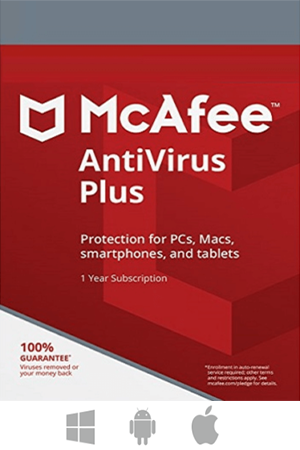 McAfee™
AntiVirus
Plus
Protection for PCs, Macs,
smartphones, and tablets
1 Year Subscription
100%
GUARANTEE*
Viruses removed or
your money back
*Enrollment in auto-renewal
service required; other terms
and restrictions apply. See
mcafee.com/pledge for details.